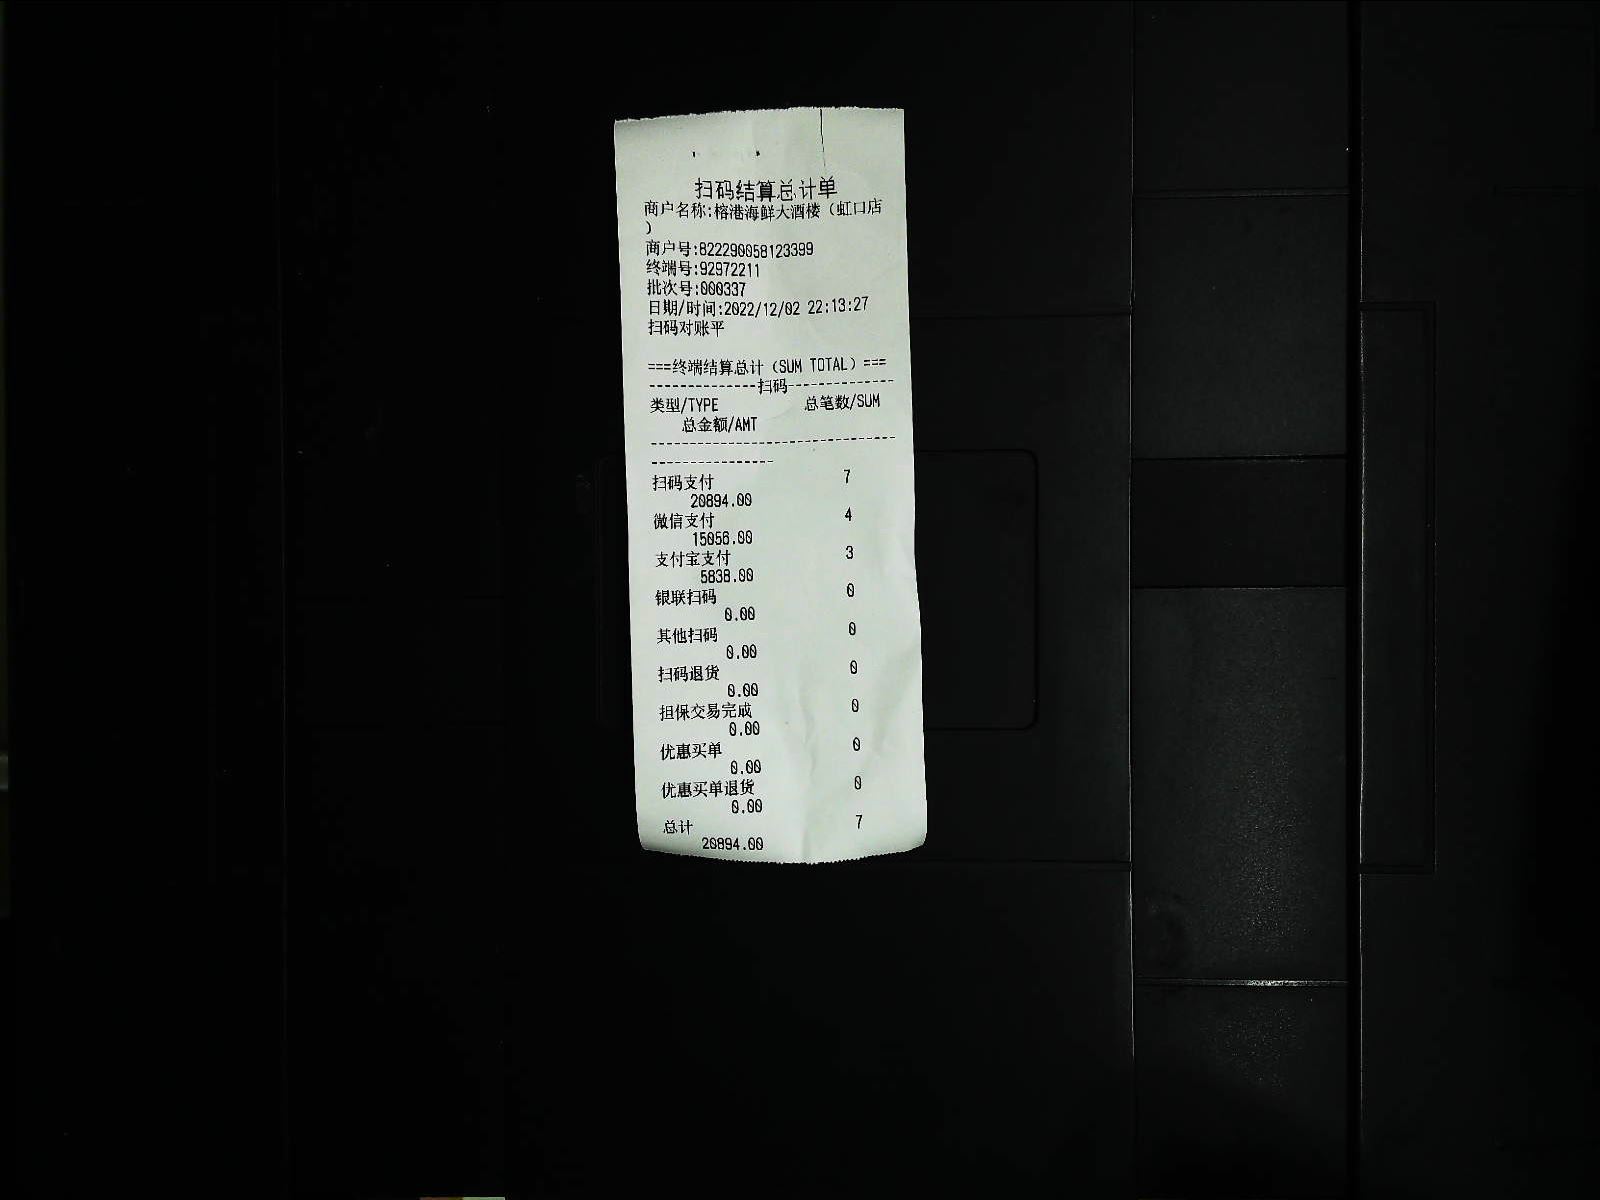 扫码结算总计单
商户名称:榕港海鲜大酒楼（虹口店
）
商户号:822290058123399
终端号:92972211
批次号:000337
日期/时间:2022/12/02 22:13:27
扫码对账平
===终端结算总计（SUM TOTAL）===
--------------扫码--------------
类型/TYPE 总笔数/SUM
总金额/AMT
--------------------------------
----------------
扫码支付 7
20894.00
微信支付 4
15056.00
支付宝支付 3
5838.00
银联扫码 0
0.00
其他扫码 0
0.00
扫码退货 0
0.00
担保交易完成 0
0.00
优惠买单 0
0.00
优惠买单退货 0
0.00
总计 7
20894.00